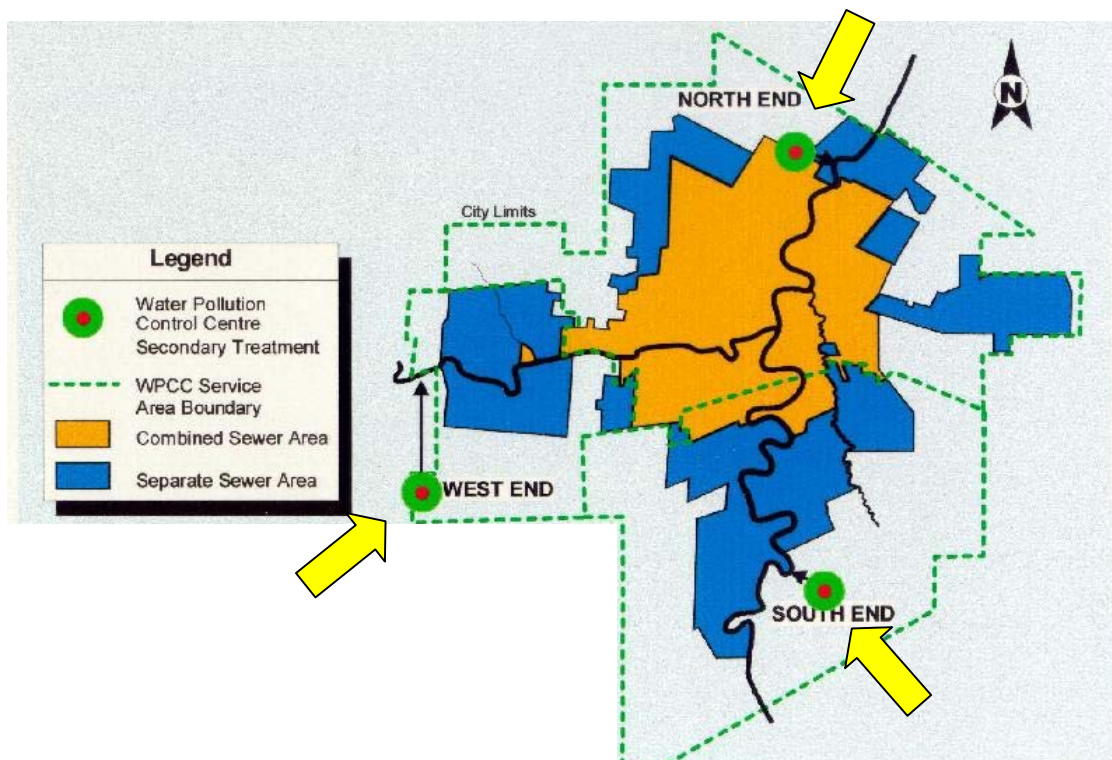 NORTH END
N
City Limits
Legend
Water Pollution
Control Centre
Secondary Treatment
WPCC Service
Area Boundary
Combined Sewer Area
Separate Sewer Area
WEST END
SOUTH END